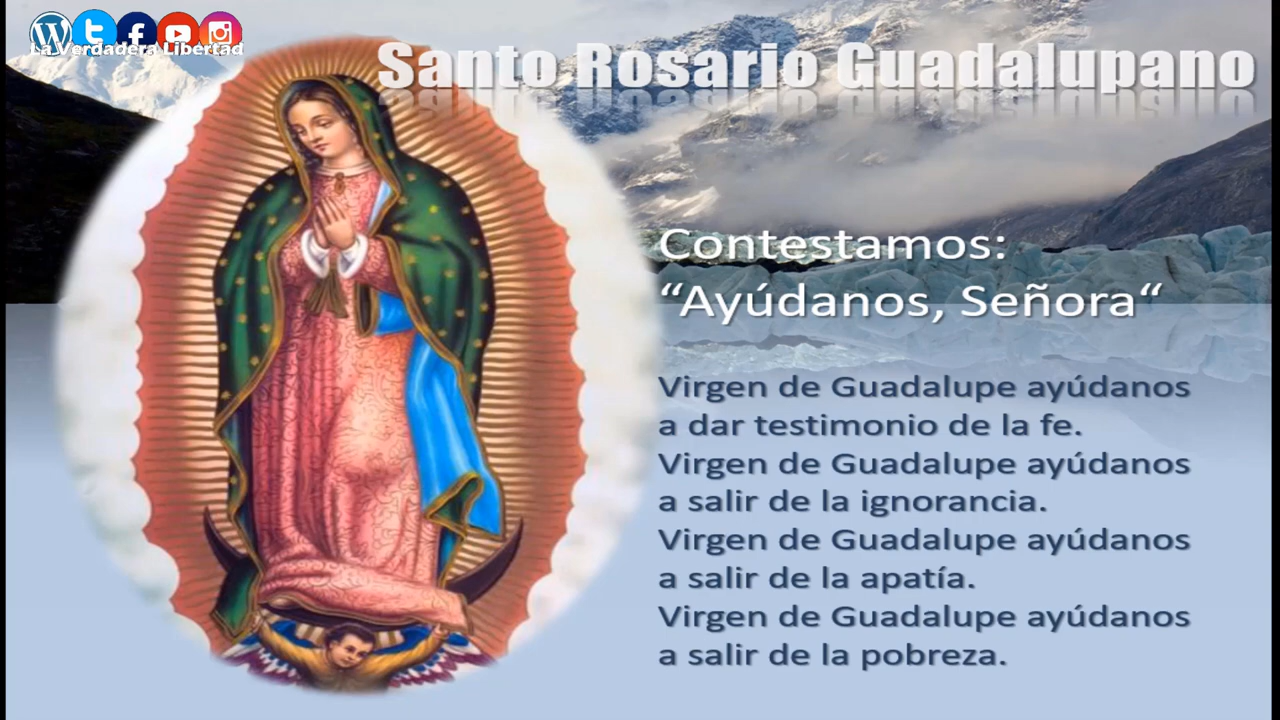 La Verdadera Libertad
Santo Rosario Guadalupano
Contestamos:
“Ayúdanos, Señora“
Virgen de Guadalupe ayúdanos
a dar testimonio de la fe.
Virgen de Guadalupe ayúdanos
a salir de la ignorancia.
Virgen de Guadalupe ayúdanos
a salir de la apatía.
Virgen de Guadalupe ayúdanos
a salir de la pobreza.